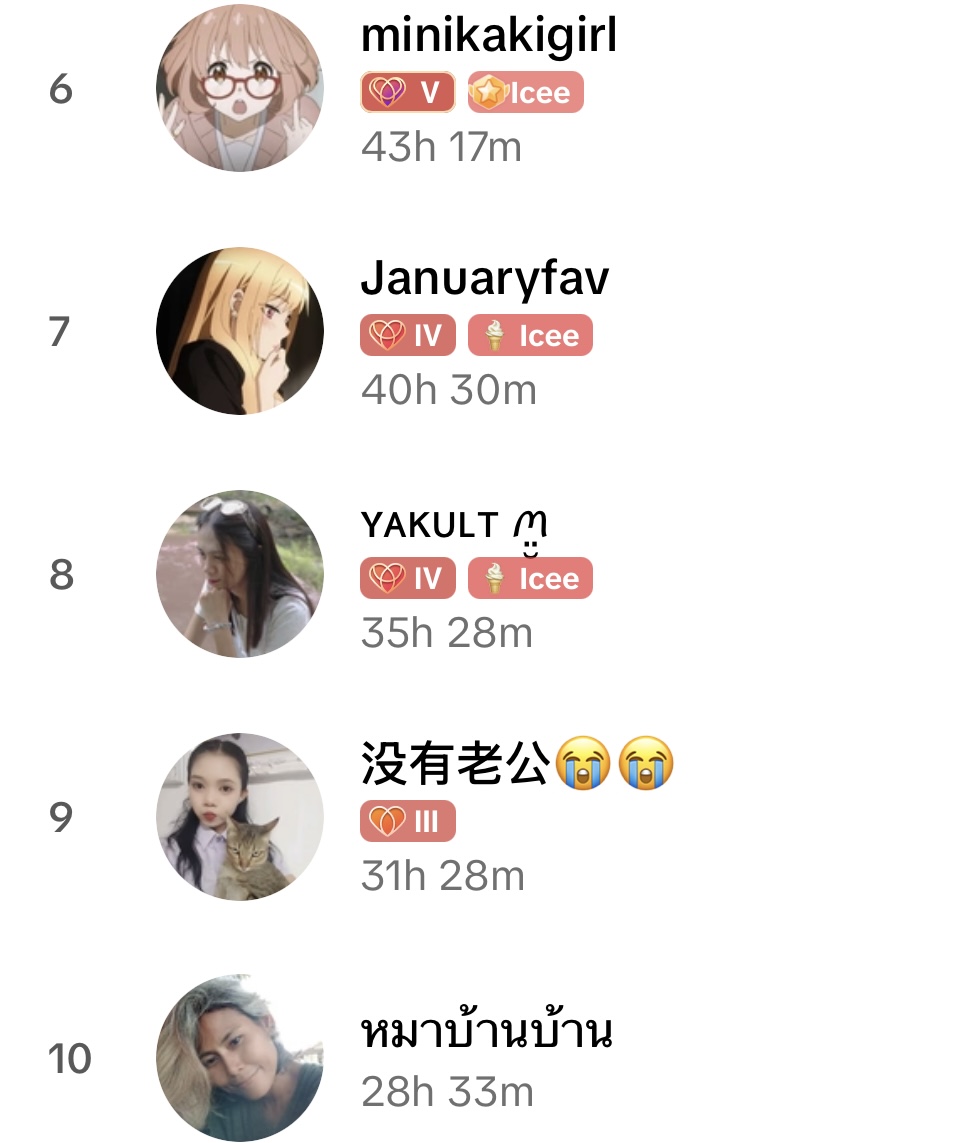 6
minikakigirl
V Icee
43h 17m
7
Januaryfav
IV Icee
40h 30m
8
ʏᴀᴋᴜʟᴛ ო̤̮
IV Icee
35h 28m
9
没有老公😭😭
III
31h 28m
10
หมาบ้านบ้าน
28h 33m